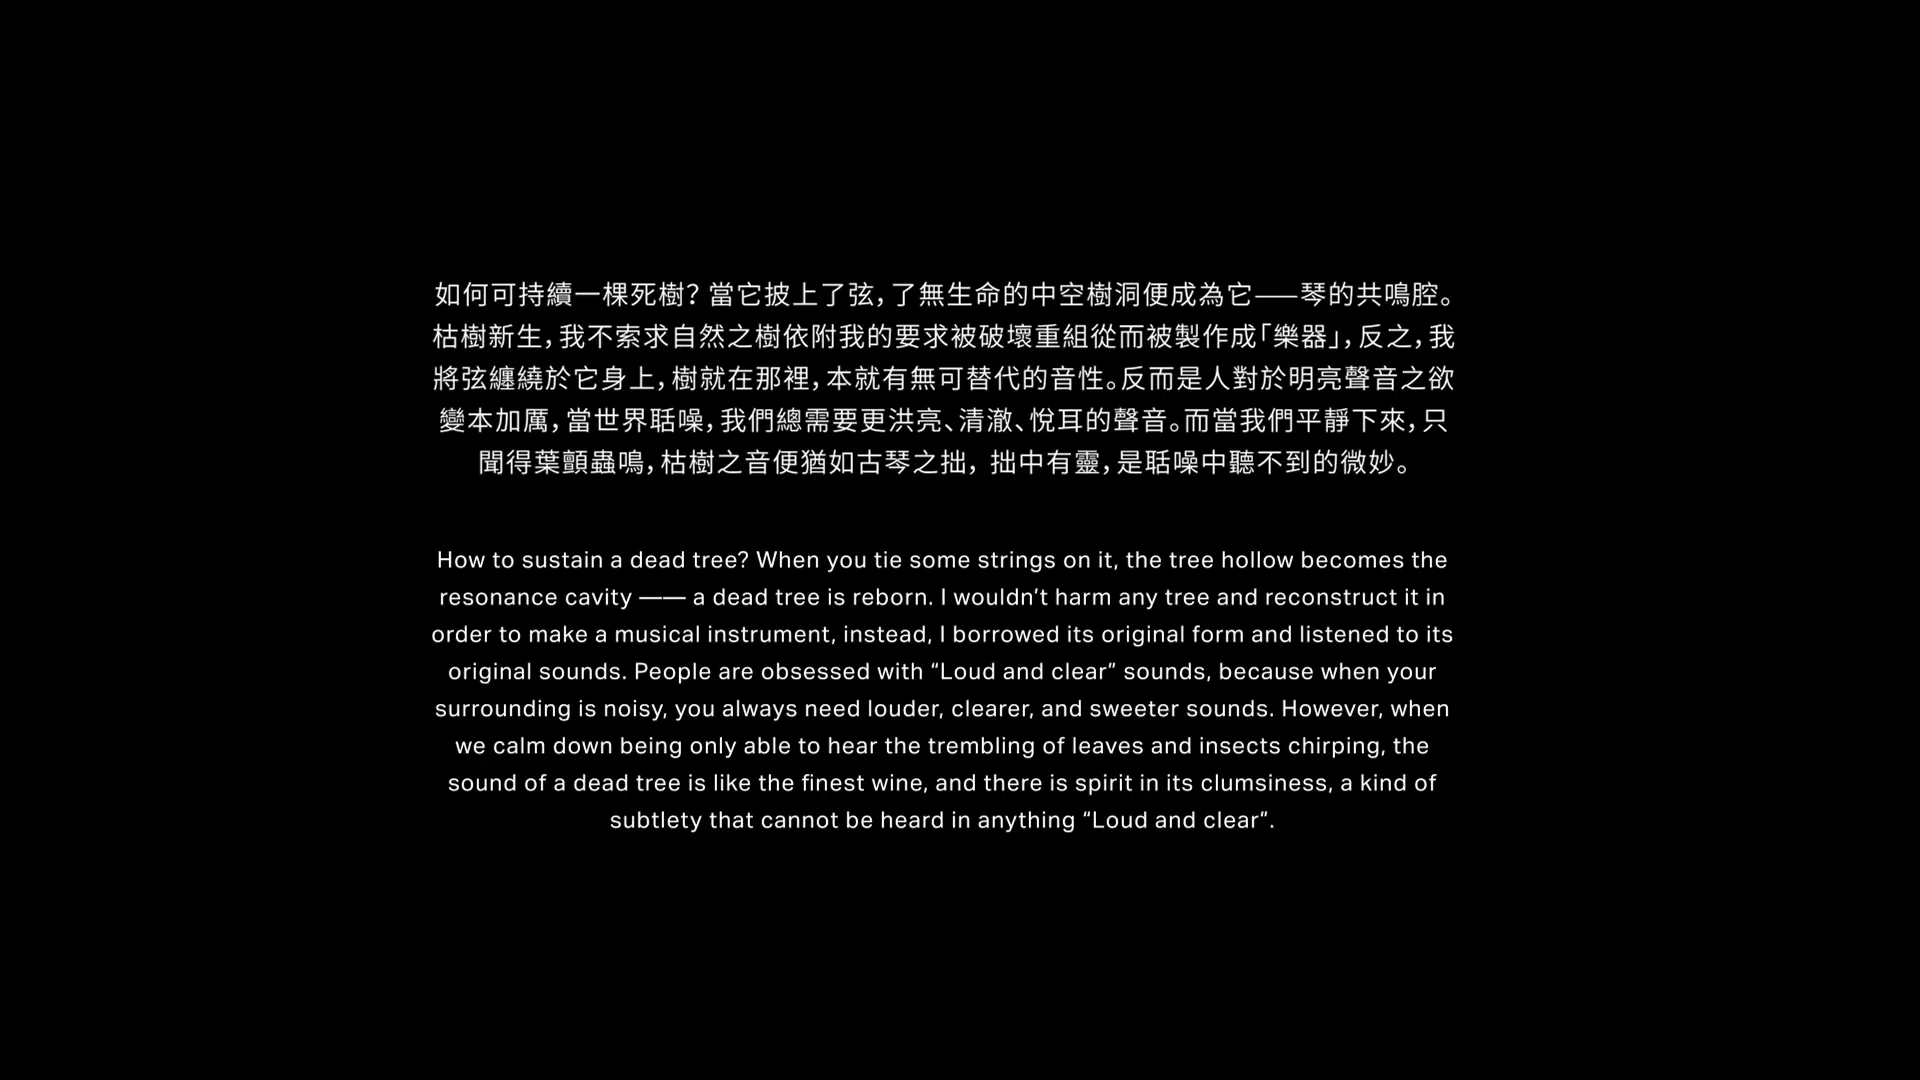 如何可持續一棵死樹？當它披上了弦，了無生命的中空樹洞便成為它——琴的共鳴腔。
枯樹新生，我不索求自然之樹依附我的要求被破壞重組從而被製作成「樂器」，反之，我
將弦纏繞於它身上，樹就在那裡，本就有無可替代的音性。反而是人對於明亮聲音之欲
變本加厲，當世界聒噪，我們總需要更洪亮、清澈、悅耳的聲音。而當我們平靜下來，只
聞得葉顫蟲鳴，枯樹之音便猶如古琴之拙，拙中有靈，是聒噪中聽不到的微妙。
How to sustain a dead tree? When you tie some strings on it, the tree hollow becomes the
resonance cavity —— a dead tree is reborn. I wouldn’t harm any tree and reconstruct it in
order to make a musical instrument, instead, I borrowed its original form and listened to its
original sounds. People are obsessed with “Loud and clear” sounds, because when your
surrounding is noisy, you always need louder, clearer, and sweeter sounds. However, when
we calm down being only able to hear the trembling of leaves and insects chirping, the
sound of a dead tree is like the finest wine, and there is spirit in its clumsiness, a kind of
subtlety that cannot be heard in anything “Loud and clear”.